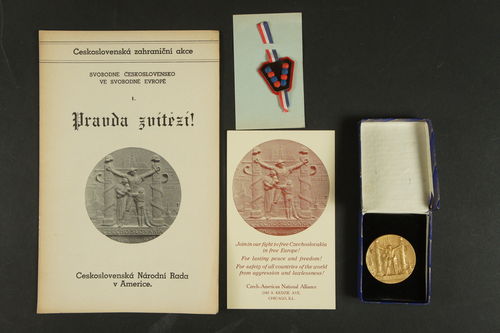 Československá zahraniční akce
SVOBODNÉ ČESKOSLOVENSKO
VE SVOBODNÉ EVROPĚ
I.
Pravda zvítězí!
Československá Národní Rada
v Americe.
Join in our fight to free Czechoslovakia
in free Europe!
For lasting peace and freedom!
For safety of all countries of the world
from aggression and lawlessness!
Czech-American National Alliance
CHICAGO, ILL.